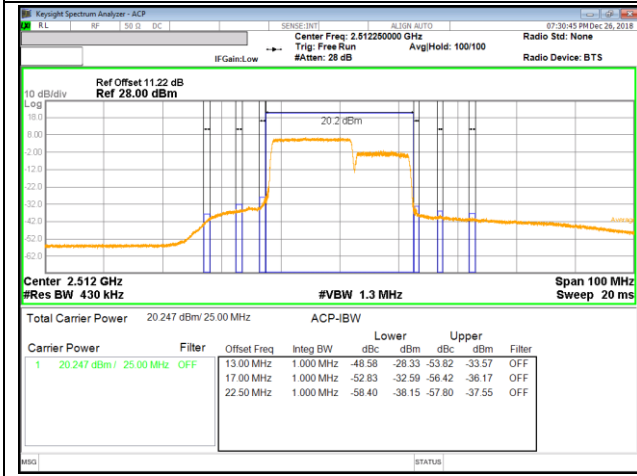 Keysight Spectrum Analyzer - ACP
RL RF 50 Ω DC SENSE:INT ALIGN AUTO 07:30:45 PM Dec 26, 2018
Center Freq: 2.512250000 GHz Radio Std: None
Trig: Free Run Avg|Hold: 100/100
IFGain:Low #Atten: 28 dB Radio Device: BTS
Ref Offset 11.22 dB
10 dB/div Ref 28.00 dBm
Log
18.0
20.2 dBm
8.00
-2.00
-12.0
-22.0
-32.0
-42.0
Average
-52.0
-62.0
Center 2.512 GHz Span 100 MHz
#Res BW 430 kHz #VBW 1.3 MHz Sweep 20 ms
Total Carrier Power 20.247 dBm/ 25.00 MHz ACP-IBW
Lower Upper
Carrier Power Filter Offset Freq Integ BW dBc dBm dBc dBm Filter
1 20.247 dBm / 25.00 MHz OFF 13.00 MHz 1.000 MHz -48.58 -28.33 -53.82 -33.57 OFF
17.00 MHz 1.000 MHz -52.83 -32.59 -56.42 -36.17 OFF
22.50 MHz 1.000 MHz -58.40 -38.15 -57.80 -37.55 OFF
MSG STATUS